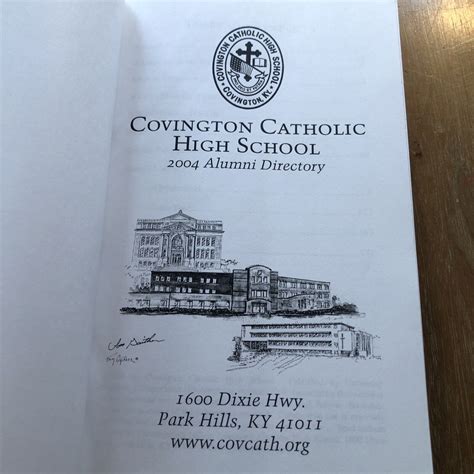 COVINGTON CATHOLIC HIGH SCHOOL
COVINGTON, KY.
COVINGTON CATHOLIC
HIGH SCHOOL
2004 Alumni Directory
1600 Dixie Hwy.
Park Hills, KY 41011
www.covcath.org